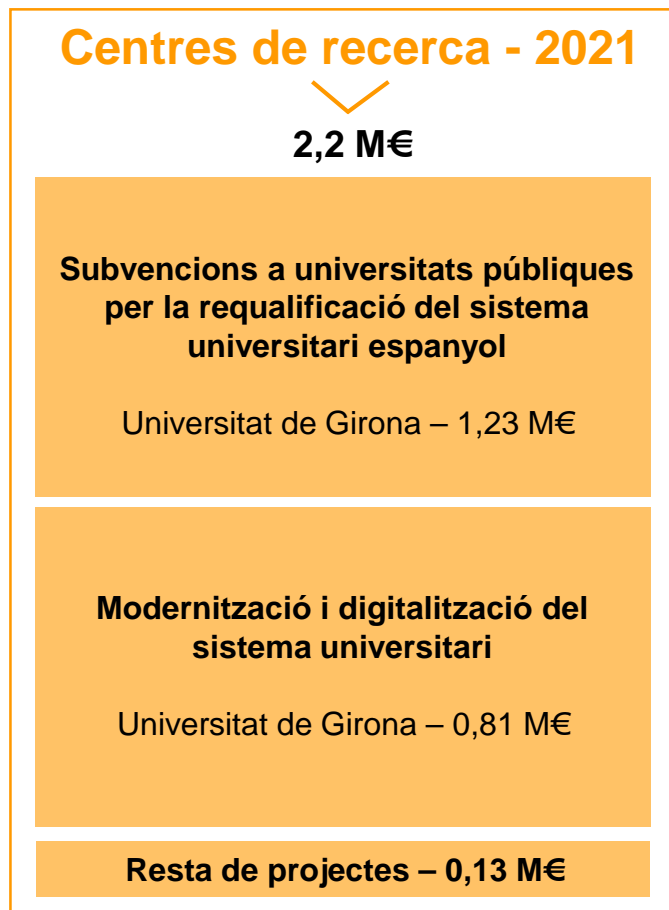 Centres de recerca - 2021
2,2 M€
Subvencions a universitats públiques
per la requalificació del sistema
universitari espanyol
Universitat de Girona – 1,23 M€
Modernització i digitalització del
sistema universitari
Universitat de Girona – 0,81 M€
Resta de projectes – 0,13 M€